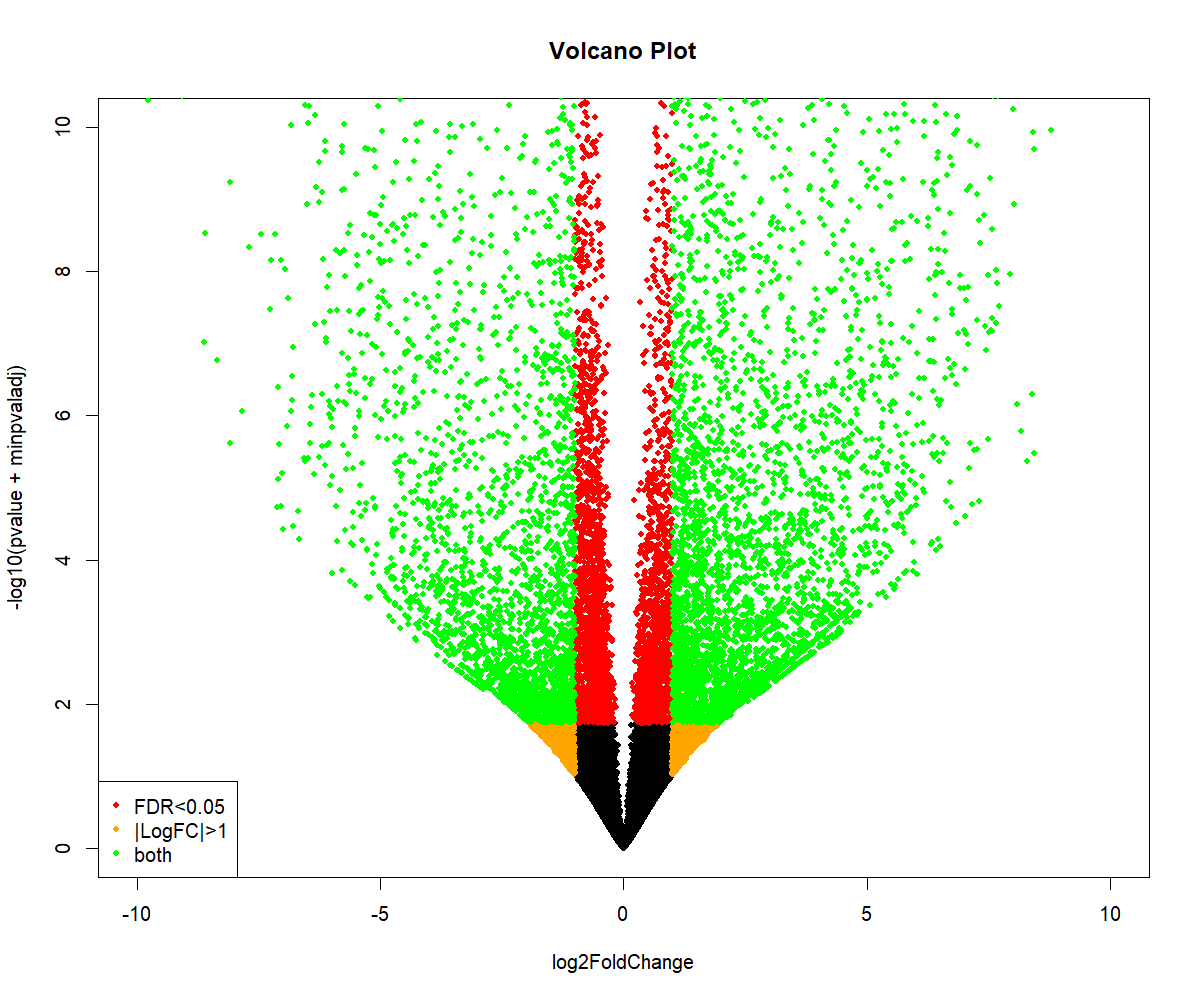 Volcano Plot
-log10(pvalue + minpvaladj)
10
8
6
4
2
0
FDR<0.05
|LogFC|>1
both
-10 -5 0 5 10
log2FoldChange